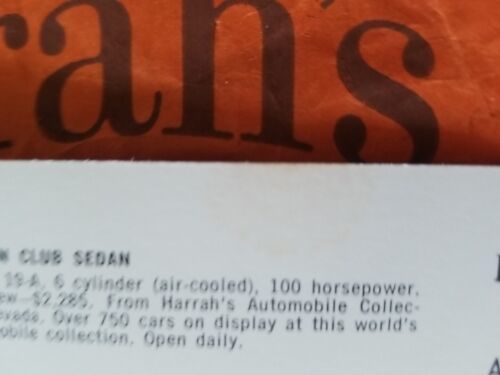 rrah's
CLUB SEDAN
19-A, 6 cylinder (air-cooled), 100 horsepower.
ew—$2,285. From Harrah's Automobile Collec-
evada. Over 750 cars on display at this world's
obile collection. Open daily.
A